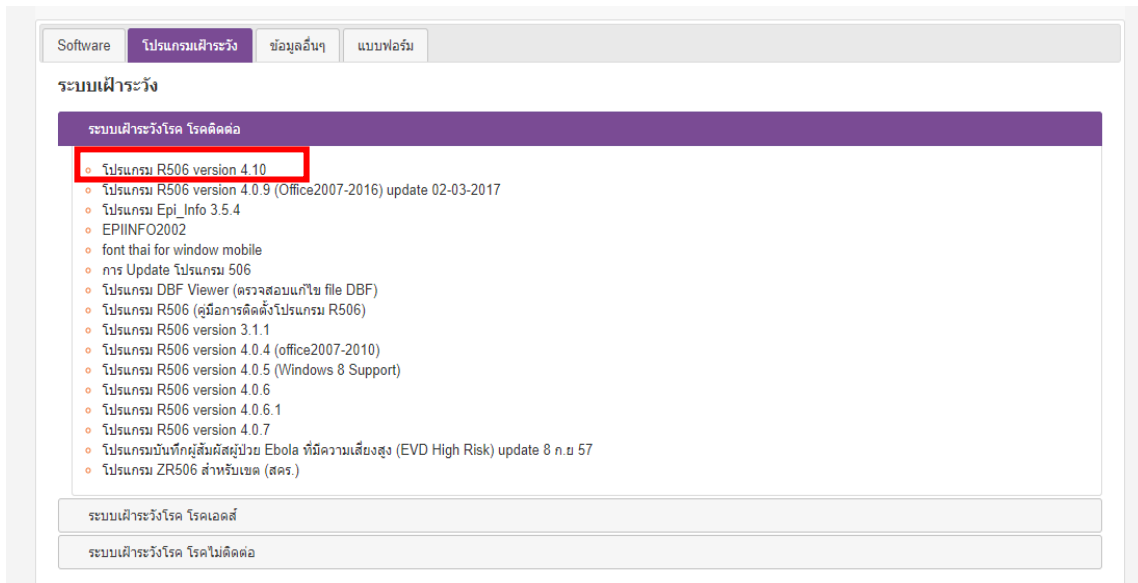 Software โปรแกรมเฝ้าระวัง ข้อมูลอื่นๆ แบบฟอร์ม
ระบบเฝ้าระวัง
ระบบเฝ้าระวังโรค โรคติดต่อ
โปรแกรม R506 version 4.10
โปรแกรม R506 version 4.0.9 (Office2007-2016) update 02-03-2017
โปรแกรม Epi_Info 3.5.4
EPIINFO2002
font thai for window mobile
การ Update โปรแกรม 506
โปรแกรม DBF Viewer (ตรวจสอบแก้ไข file DBF)
โปรแกรม R506 (คู่มือการติดตั้งโปรแกรม R506)
โปรแกรม R506 version 3.1.1
โปรแกรม R506 version 4.0.4 (office2007-2010)
โปรแกรม R506 version 4.0.5 (Windows 8 Support)
โปรแกรม R506 version 4.0.6
โปรแกรม R506 version 4.0.6.1
โปรแกรม R506 version 4.0.7
โปรแกรมบันทึกผู้สัมผัสผู้ป่วย Ebola ที่มีความเสี่ยงสูง (EVD High Risk) update 8 ก.ย 57
โปรแกรม ZR506 สำหรับเขต (สคร.)
ระบบเฝ้าระวังโรค โรคเอดส์
ระบบเฝ้าระวังโรค โรคไม่ติดต่อ